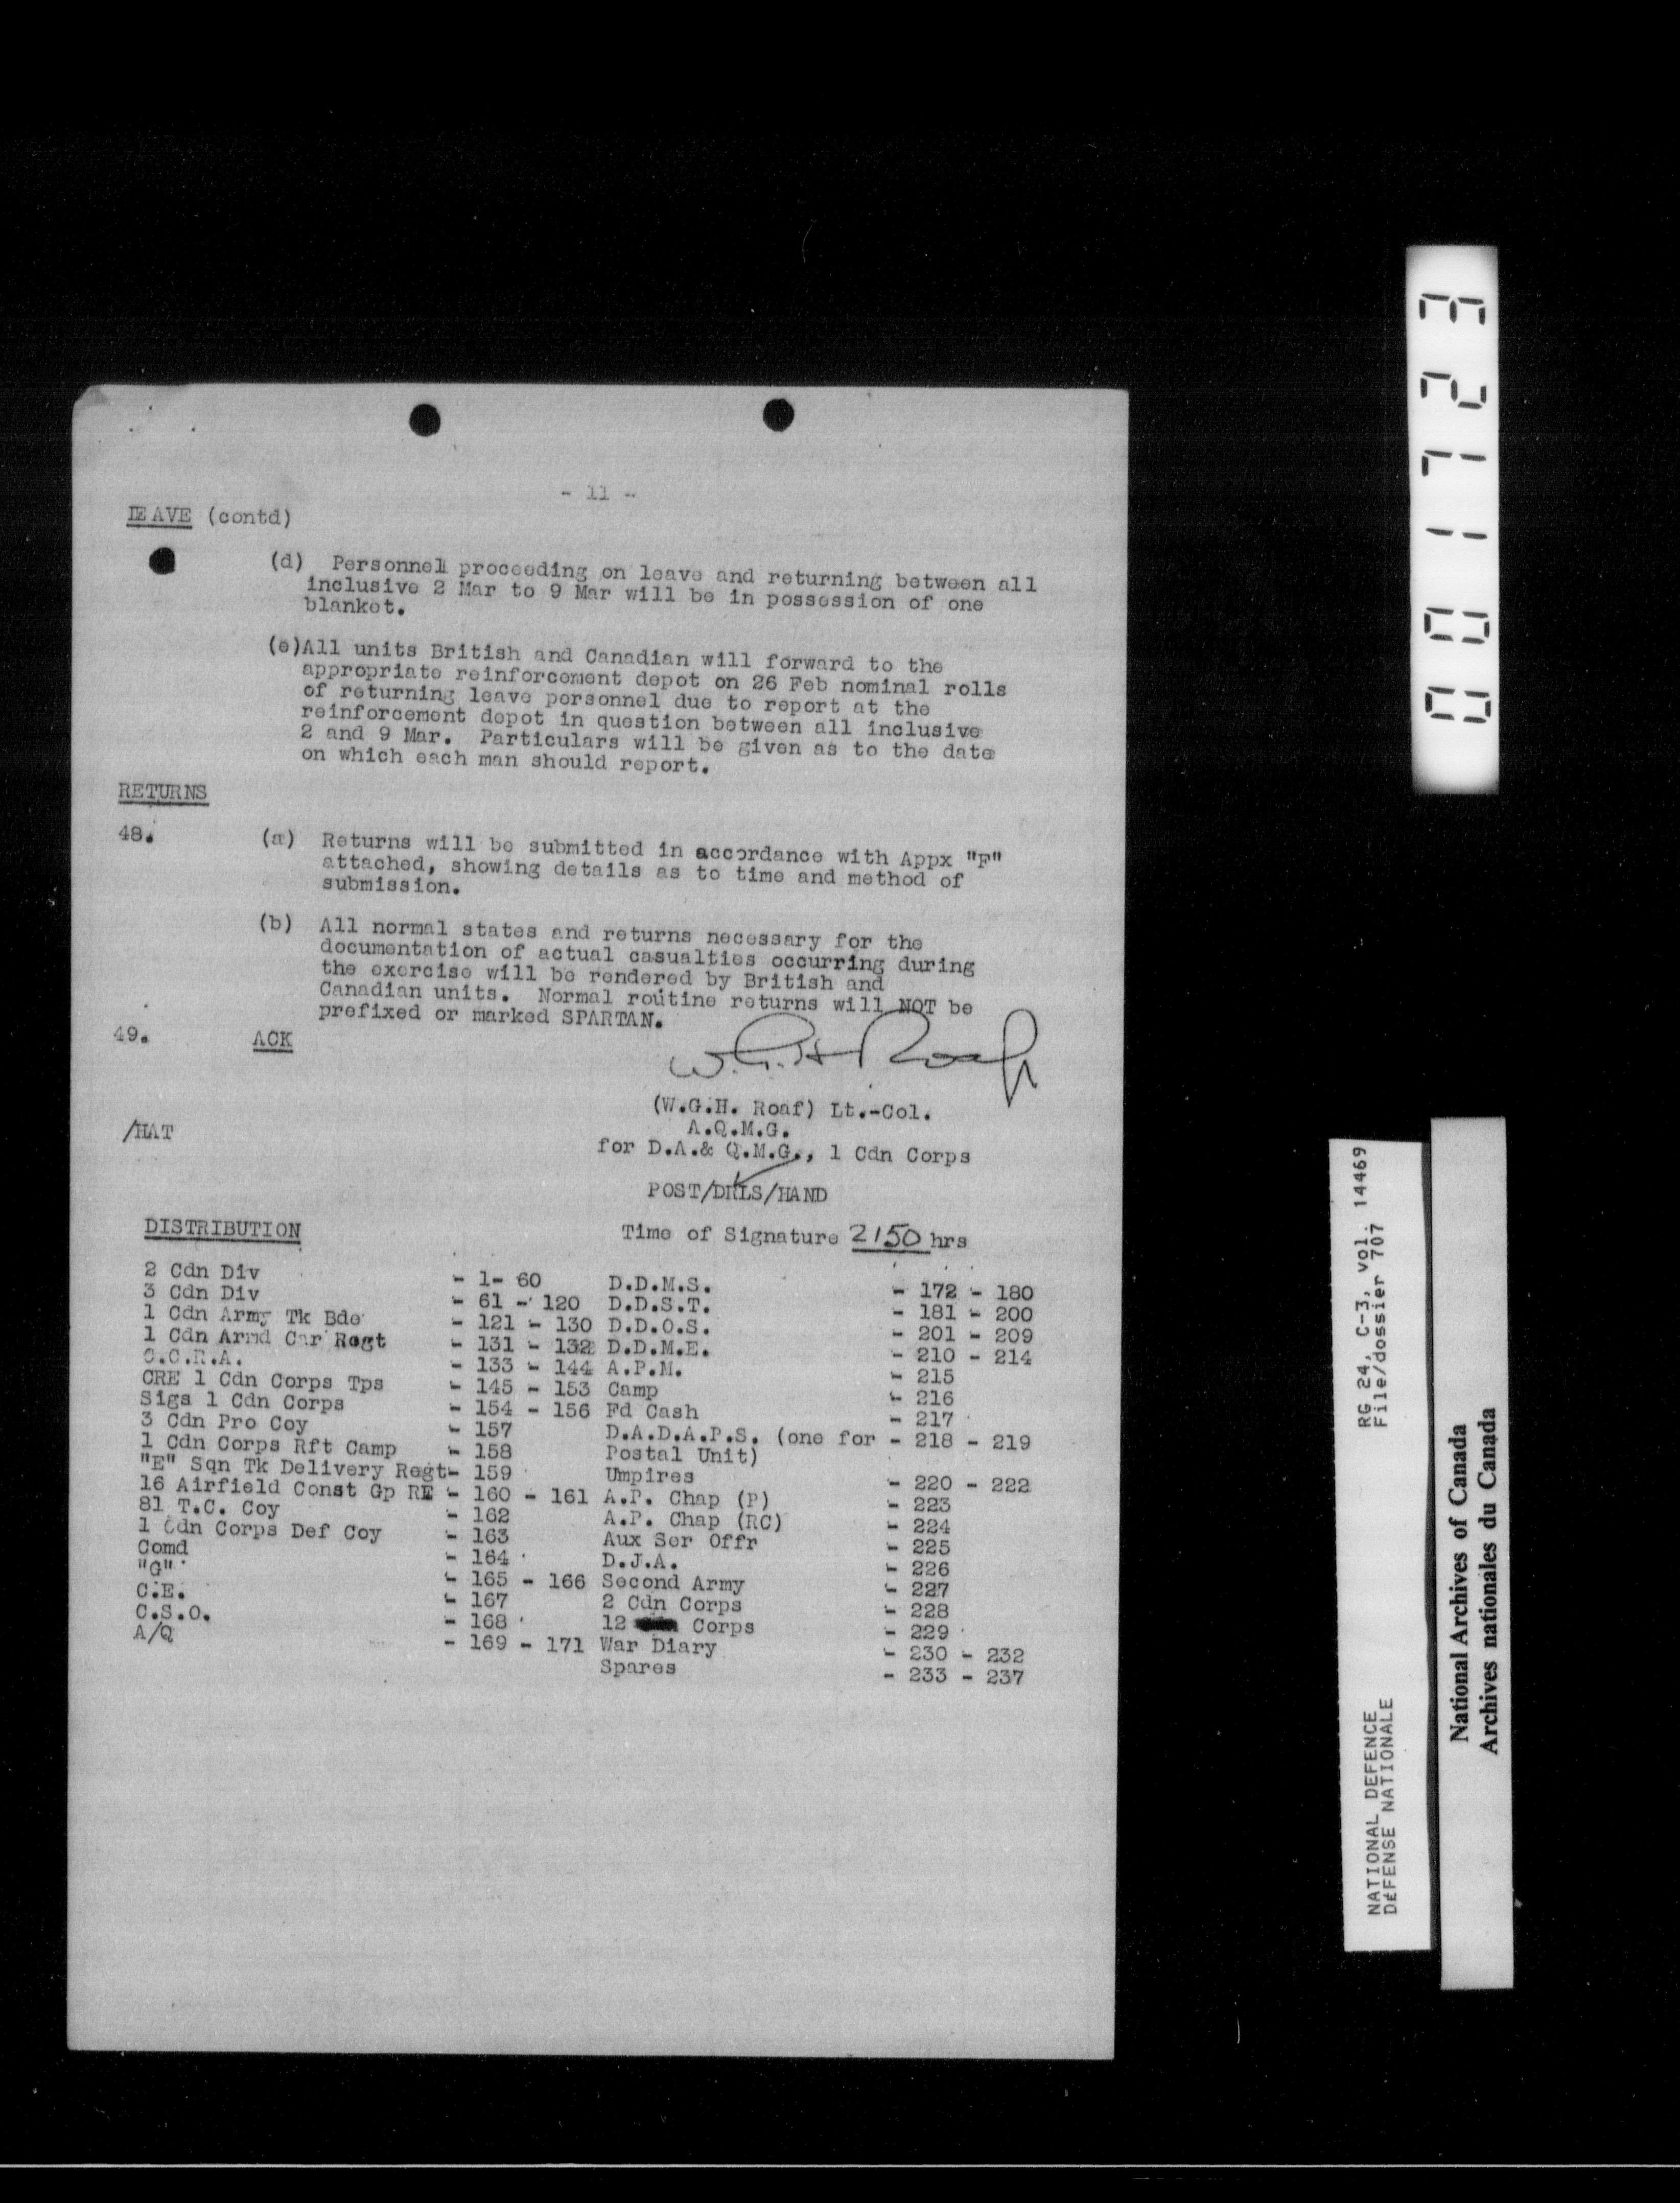 - 11 -
LEAVE (contd)
(d) Personnel proceeding on leave and returning between all
inclusive 2 Mar to 9 Mar will be in possession of one
blanket.
(e)All units British and Canadian will forward to the
appropriate reinforcement depot on 26 Feb nominal rolls
of returning leave personnel due to report at the
reinforcement depot in question between all inclusive
2 and 9 Mar. Particulars will be given as to the date
on which each man should report.
RETURNS
48. (a) Returns will be submitted in accordance with Appx "F"
attached, showing details as to time and method of
submission.
(b) All normal states and returns necessary for the
documentation of actual casualties occurring during
the exercise will be rendered by British and
Canadian units. Normal routine returns will NOT be
prefixed or marked SPARTAN.
49. ACK
W.G.H Roaf
(W.G.H. Roaf) Lt.-Col.
A.Q.M.G.
/HAT
for D.A.& Q.M.G., 1 Cdn Corps
POST/DRLS/HAND
DISTRIBUTION
Time of Signature 2150 hrs
2 Cdn Div - 1- 60
3 Cdn Div - 61 - 120
1 Cdn Army Tk Bde - 121 - 130
1 Cdn Armd Car Regt - 131 - 132
C.C.R.A. - 133 - 144
CRE 1 Cdn Corps Tps - 145 - 153
Sigs 1 Cdn Corps - 154 - 156
3 Cdn Pro Coy - 157
1 Cdn Corps Rft Camp - 158
"E" Sqn Tk Delivery Regt- 159
16 Airfield Const Gp RE - 160 - 161
81 T.C. Coy - 162
1 Cdn Corps Def Coy - 163
Comd - 164
"G" - 165 - 166
C.E. - 167
C.S.O. - 168
A/Q - 169 - 171
D.D.M.S. - 172 - 180
D.D.S.T. - 181 - 200
D.D.O.S. - 201 - 209
D.D.M.E. - 210 - 214
A.P.M. - 215
Camp - 216
Fd Cash - 217
D.A.D.A.P.S. (one for - 218 - 219
Postal Unit)
Umpires - 220 - 222
A.P. Chap (P) - 223
A.P. Chap (RC) - 224
Aux Ser Offr - 225
D.J.A. - 226
Second Army - 227
2 Cdn Corps - 228
12 Corps - 229
War Diary - 230 - 232
Spares - 233 - 237
001723
RG 24, C-3, vol. 14469
File/dossier 707
NATIONAL DEFENCE
DÉFENSE NATIONALE
National Archives of Canada
Archives nationales du Canada